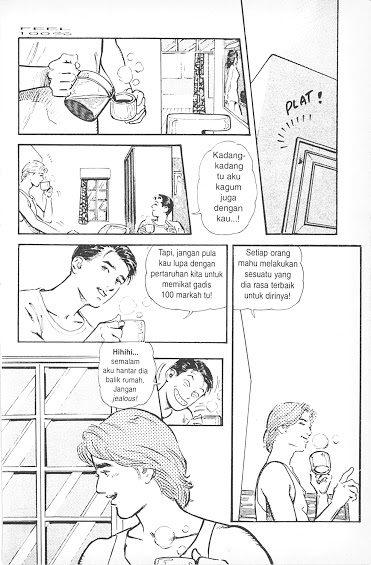 FEEL
100%
PLAT!
Kadang-
kadang
tu aku
kagum
juga
dengan
kau...!
Tapi, jangan pula
kau lupa dengan
pertaruhan kita untuk
memikat gadis
100 markah tu!
Setiap orang
mahu melakukan
sesuatu yang
dia rasa terbaik
untuk dirinya!
Hihihi...
semalam
aku hantar dia
balik rumah.
Jangan
jealous!